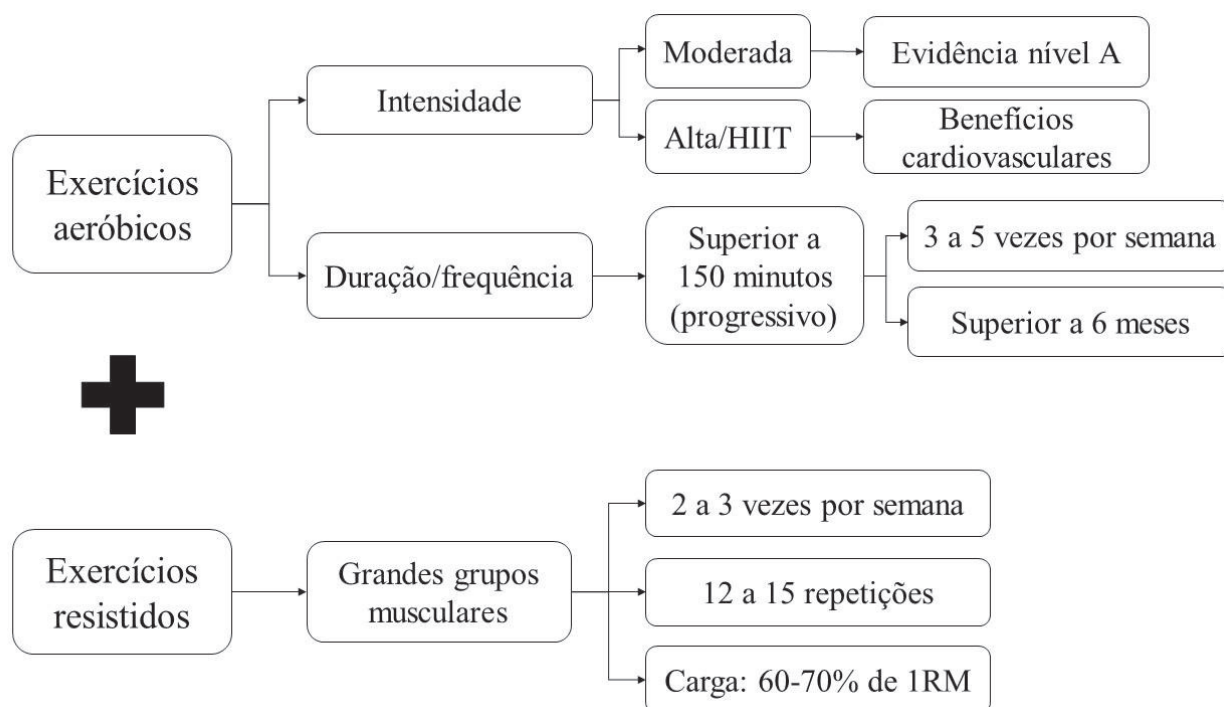 Exercícios
aeróbicos
Intensidade
Moderada
Evidência nível A
Alta/HIIT
Benefícios
cardiovasculares
Duração/frequência
Superior a
150 minutos
(progressivo)
3 a 5 vezes por semana
Superior a 6 meses
Exercícios
resistidos
Grandes grupos
musculares
2 a 3 vezes por semana
12 a 15 repetições
Carga: 60-70% de 1RM